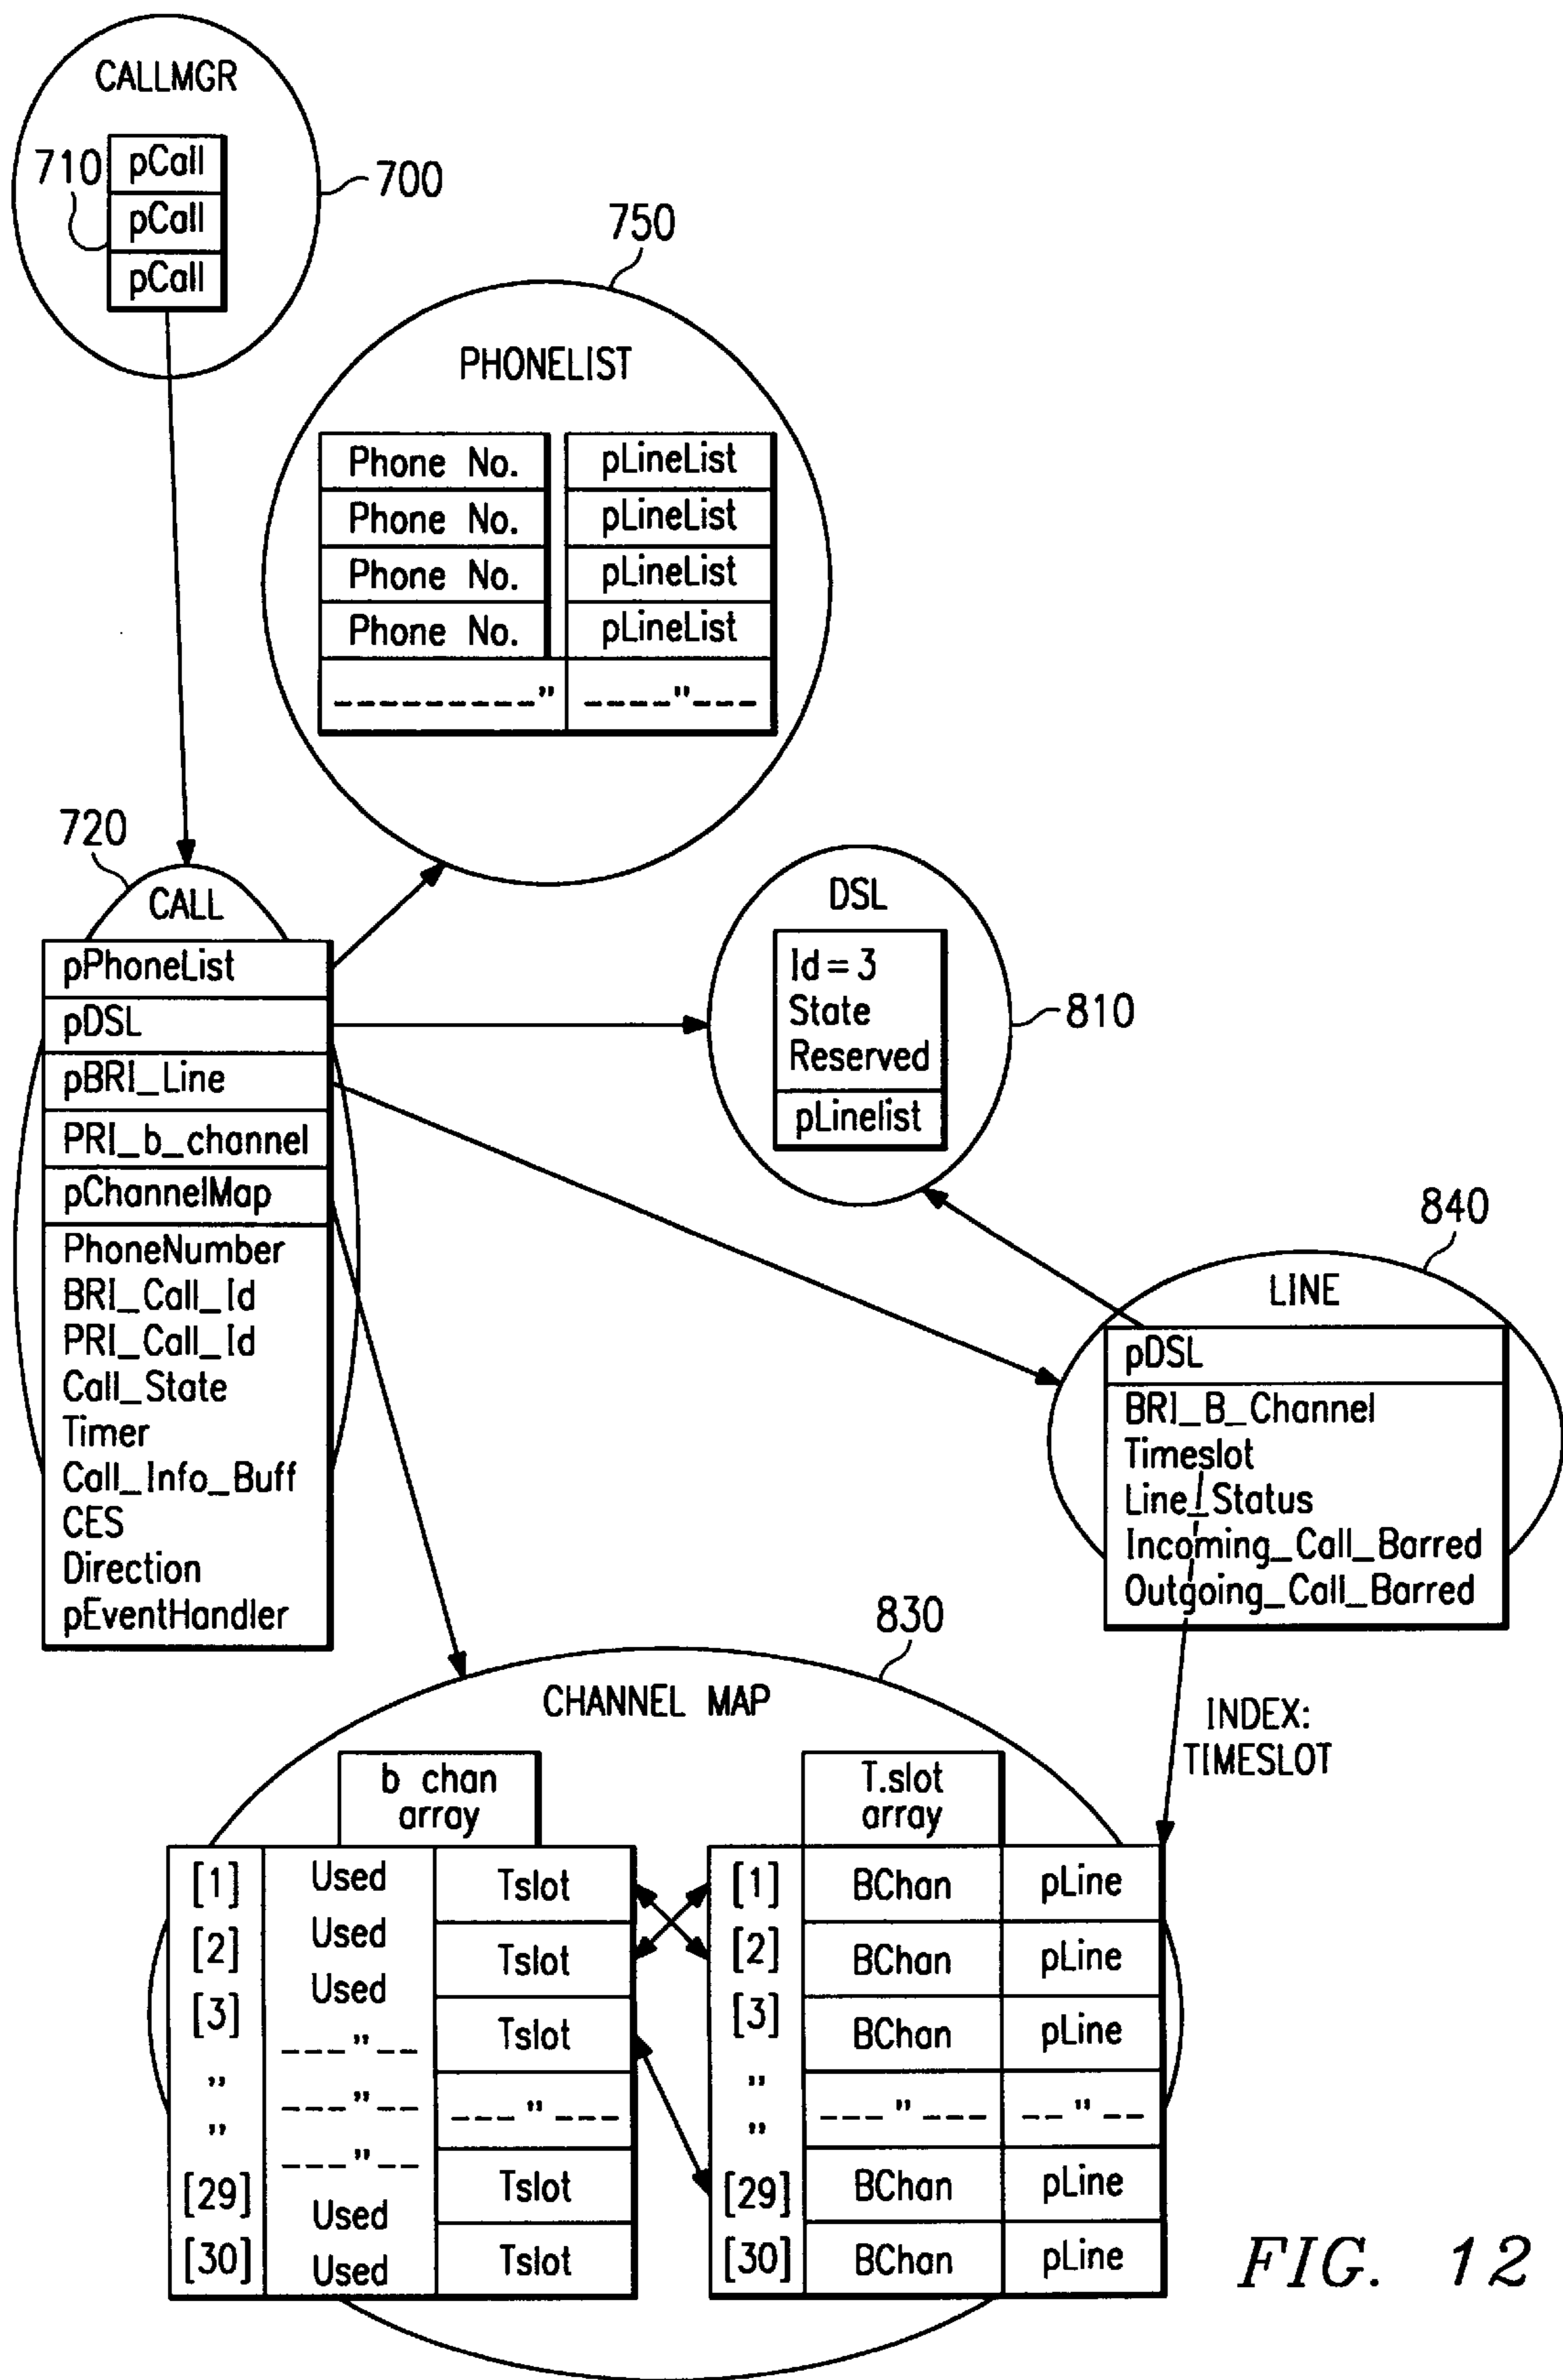 CALLMGR
710
pCall
pCall
pCall
700
750
PHONELIST
Phone No. pLineList
Phone No. pLineList
Phone No. pLineList
Phone No. pLineList
---------" ----"---
720
CALL
pPhoneList
pDSL
pBRI_Line
PRI_b_channel
pChannelMap
PhoneNumber
BRI_Call_Id
PRI_Call_Id
Call_State
Timer
Call_Info_Buff
CES
Direction
pEventHandler
DSL
Id = 3
State
Reserved
pLinelist
810
840
LINE
pDSL
BRI_B_Channel
Timeslot
Line_Status
Incoming_Call_Barred
Outgoing_Call_Barred
INDEX:
TIMESLOT
830
CHANNEL MAP
b chan
array
[1] Used Tslot
[2] Used Tslot
[3] Used Tslot
" ---"-- ---"---
" ---"--
---"--
[29] Used Tslot
[30] Used Tslot
T.slot
array
[1] BChan pLine
[2] BChan pLine
[3] BChan pLine
" ---"--- --"--
"
[29] BChan pLine
[30] BChan pLine
FIG. 12